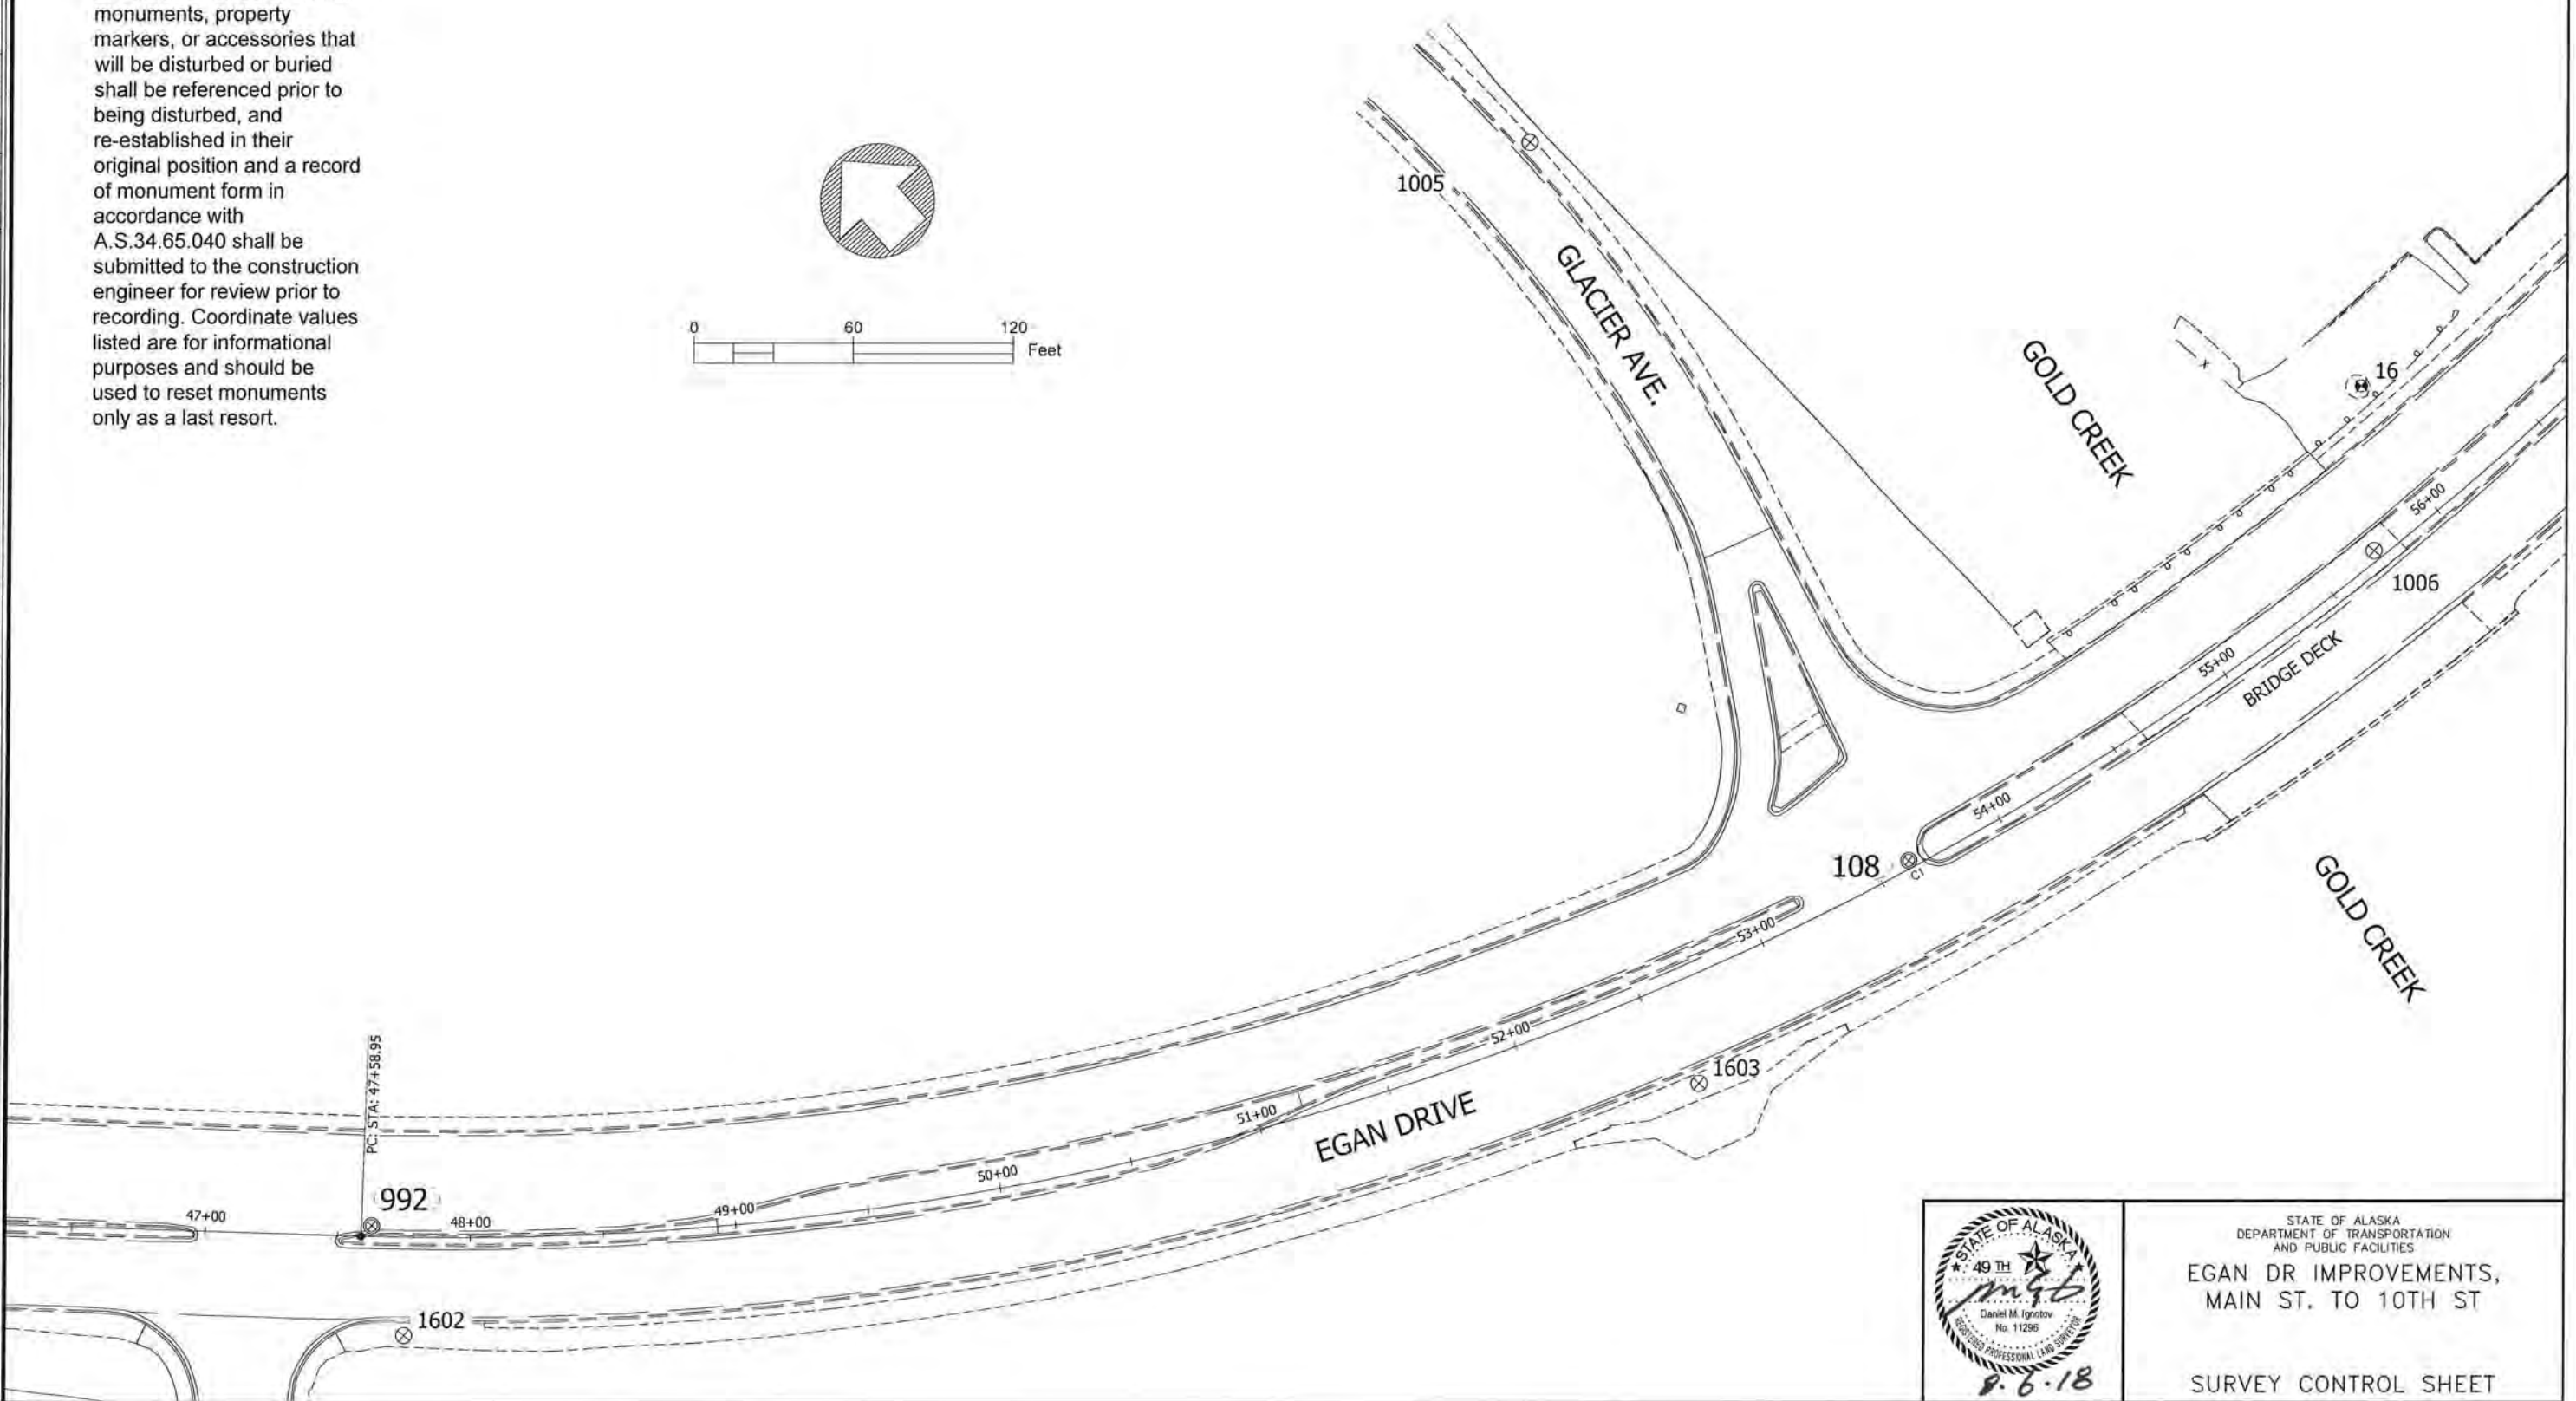 monuments, property
markers, or accessories that
will be disturbed or buried
shall be referenced prior to
being disturbed, and
re-established in their
original position and a record
of monument form in
accordance with
A.S.34.65.040 shall be
submitted to the construction
engineer for review prior to
recording. Coordinate values
listed are for informational
purposes and should be
used to reset monuments
only as a last resort.
0 60 120
Feet
1005
GLACIER AVE.
GOLD CREEK
X
16
56+00
1006
55+00
BRIDGE DECK
54+00
108
C1
GOLD CREEK
53+00
52+00
1603
EGAN DRIVE
51+00
50+00
49+00
48+00
47+00
PC: STA: 47+58.95
992
1602
STATE OF ALASKA
49 TH
Daniel M. Ignotov
No. 11296
REGISTERED PROFESSIONAL LAND SURVEYOR
8.6.18
STATE OF ALASKA
DEPARTMENT OF TRANSPORTATION
AND PUBLIC FACILITIES
EGAN DR IMPROVEMENTS,
MAIN ST. TO 10TH ST
SURVEY CONTROL SHEET